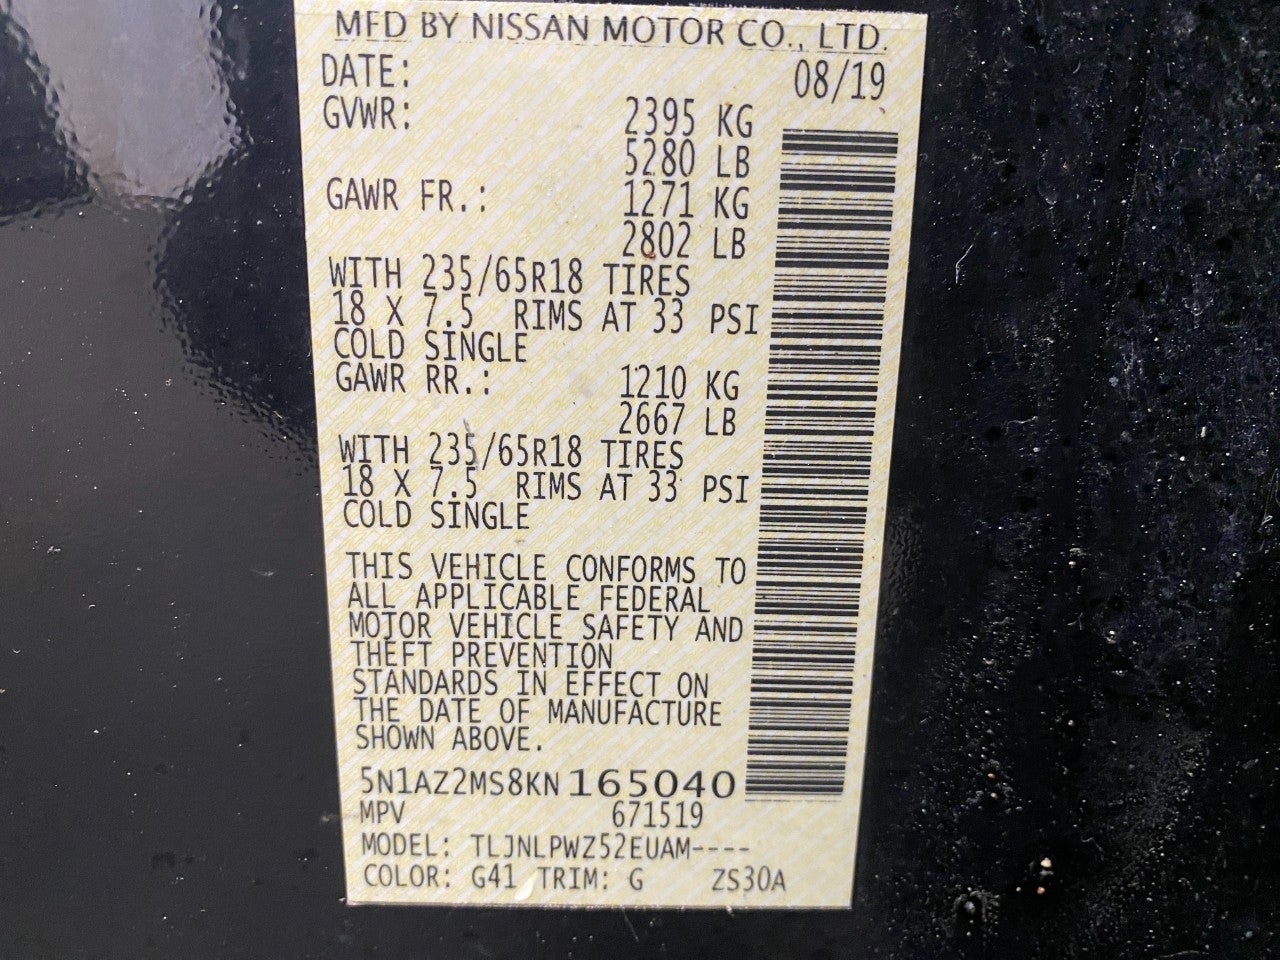 MFD BY NISSAN MOTOR CO., LTD.
DATE: 08/19
GVWR: 2395 KG
5280 LB
GAWR FR.: 1271 KG
2802 LB
WITH 235/65R18 TIRES
18 X 7.5 RIMS AT 33 PSI
COLD SINGLE
GAWR RR.: 1210 KG
2667 LB
WITH 235/65R18 TIRES
18 X 7.5 RIMS AT 33 PSI
COLD SINGLE
THIS VEHICLE CONFORMS TO
ALL APPLICABLE FEDERAL
MOTOR VEHICLE SAFETY AND
THEFT PREVENTION
STANDARDS IN EFFECT ON
THE DATE OF MANUFACTURE
SHOWN ABOVE.
5N1AZ2MS8KN165040
MPV 671519
MODEL: TLJNLPWZ52EUAM----
COLOR: G41 TRIM: G ZS30A